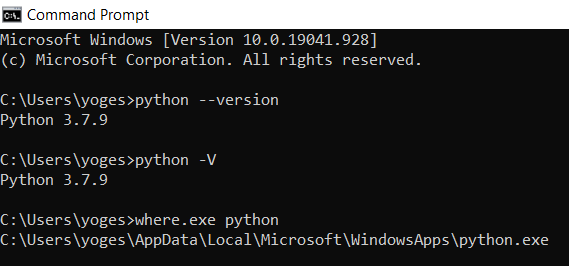 Command Prompt
Microsoft Windows [Version 10.0.19041.928]
(c) Microsoft Corporation. All rights reserved.
C:\Users\yoges>python --version
Python 3.7.9
C:\Users\yoges>python -V
Python 3.7.9
C:\Users\yoges>where.exe python
C:\Users\yoges\AppData\Local\Microsoft\WindowsApps\python.exe